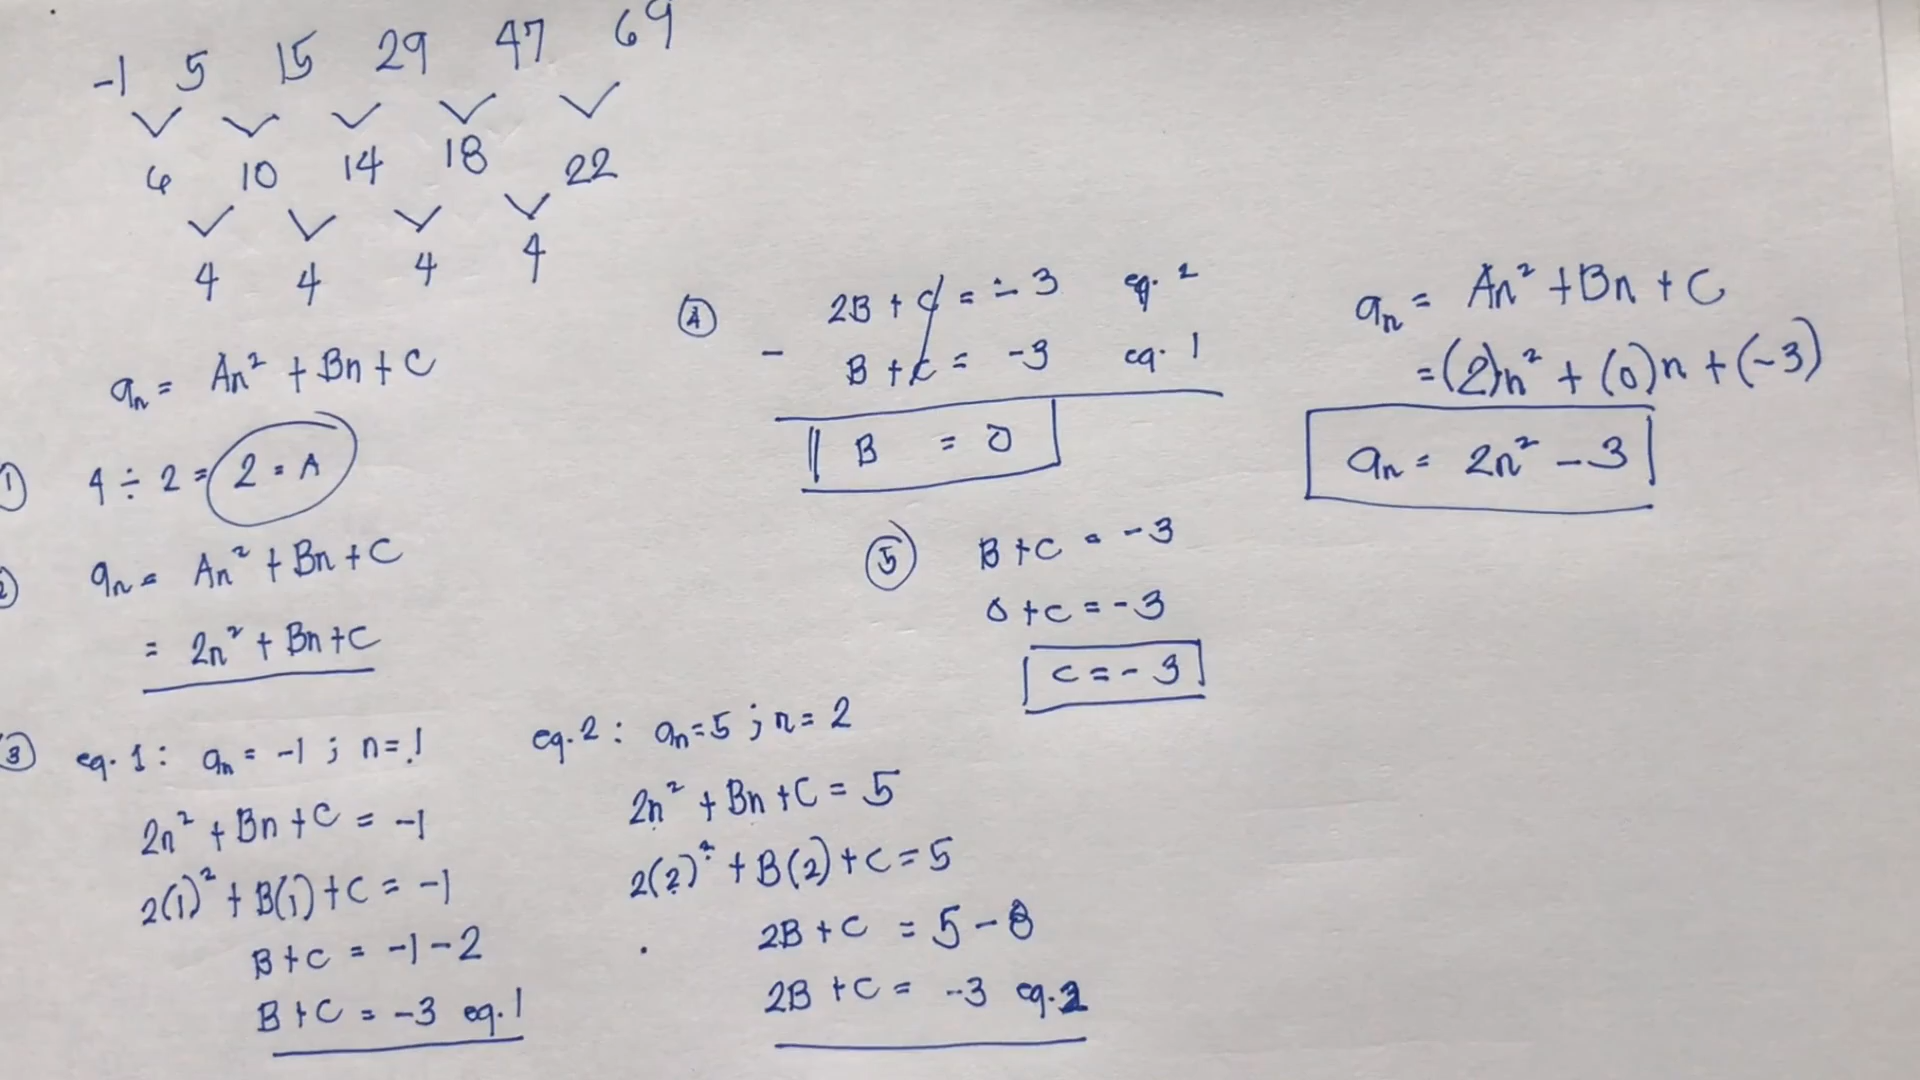 -1 5 15 29 47 69
6 10 14 18 22
4 4 4 4
aₙ = An² + Bn + C
① 4 ÷ 2 = 2 = A
② aₙ = An² + Bn + C
= 2n² + Bn + C
③ eq. 1: aₙ = -1 ; n = 1
2n² + Bn + C = -1
2(1)² + B(1) + C = -1
B + C = -1 - 2
B + C = -3 eq. 1
eq. 2: aₙ = 5 ; n = 2
2n² + Bn + C = 5
2(2)² + B(2) + C = 5
2B + C = 5 - 8
2B + C = -3 eq. 2
④ 2B + C = -3 eq. 2
- B + C = -3 eq. 1
B = 0
⑤ B + C = -3
0 + C = -3
C = -3
aₙ = An² + Bn + C
= (2)n² + (0)n + (-3)
aₙ = 2n² - 3